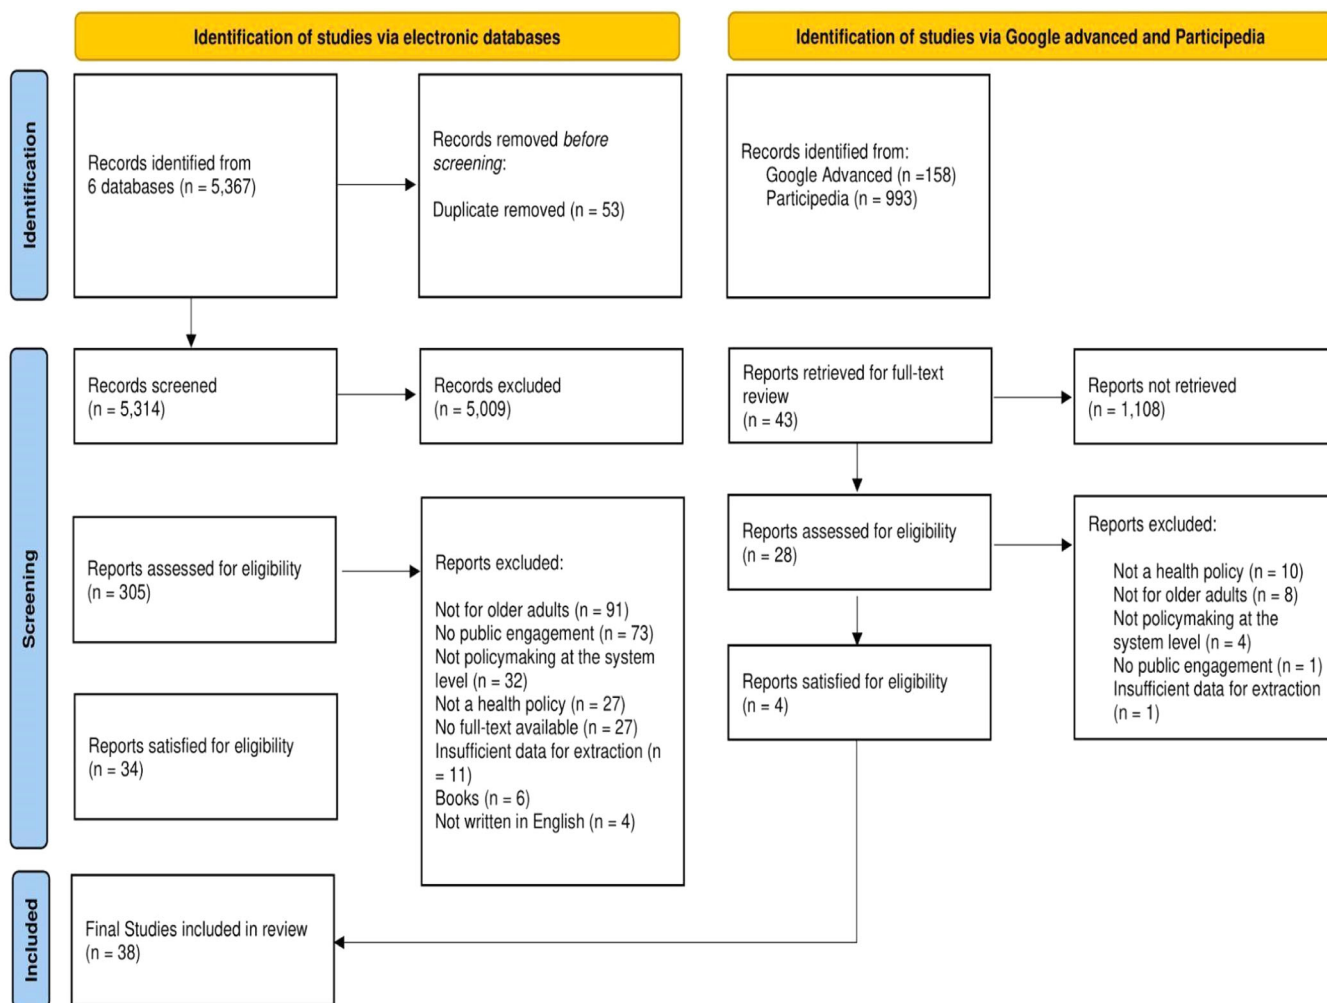 Identification of studies via electronic databases
Identification of studies via Google advanced and Participedia
Identification
Records identified from
6 databases (n = 5,367)
Records removed before
screening:
Duplicate removed (n = 53)
Records identified from:
Google Advanced (n =158)
Participedia (n = 993)
Screening
Records screened
(n = 5,314)
Records excluded
(n = 5,009)
Reports retrieved for full-text
review
(n = 43)
Reports not retrieved
(n = 1,108)
Reports assessed for eligibility
(n = 305)
Reports excluded:
Not for older adults (n = 91)
No public engagement (n = 73)
Not policymaking at the system
level (n = 32)
Not a health policy (n = 27)
No full-text available (n = 27)
Insufficient data for extraction (n
= 11)
Books (n = 6)
Not written in English (n = 4)
Reports assessed for eligibility
(n = 28)
Reports excluded:
Not a health policy (n = 10)
Not for older adults (n = 8)
Not policymaking at the
system level (n = 4)
No public engagement (n = 1)
Insufficient data for extraction
(n = 1)
Reports satisfied for eligibility
(n = 34)
Reports satisfied for eligibility
(n = 4)
Included
Final Studies included in review
(n = 38)